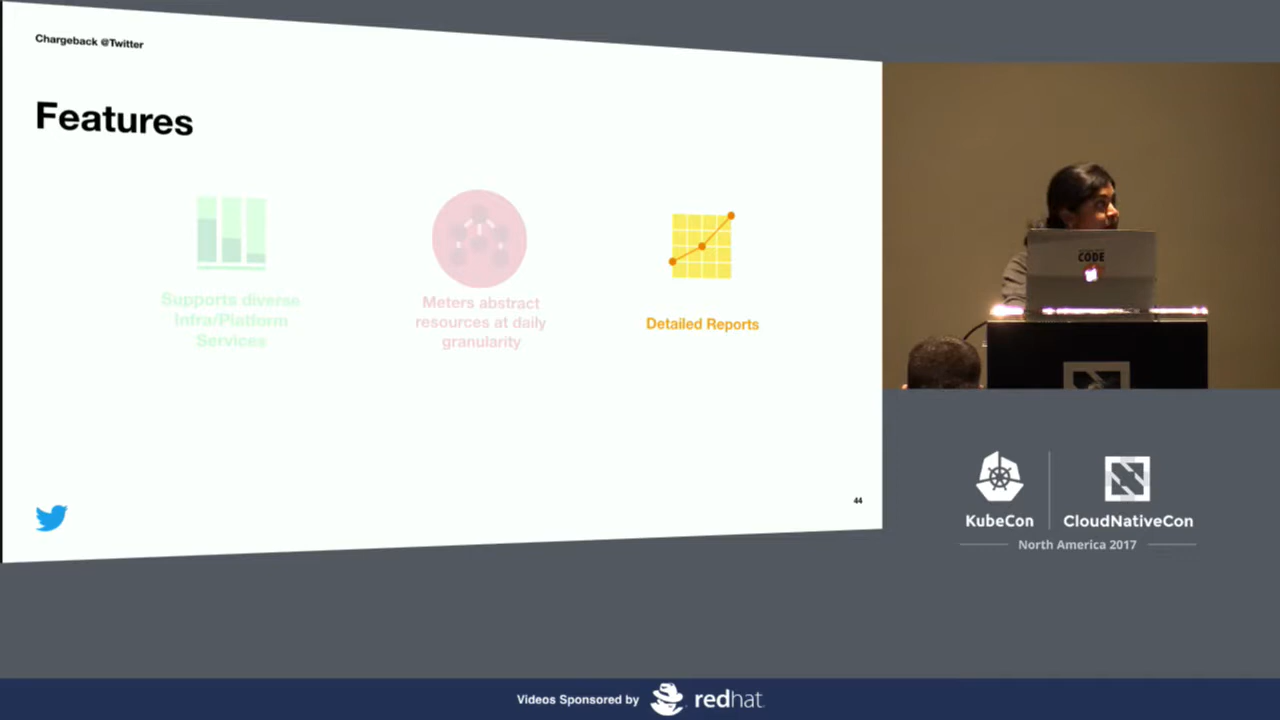 Chargeback @Twitter
Features
Supports diverse
Infra/Platform
Services
Meters abstract
resources at daily
granularity
Detailed Reports
44
CODE
KubeCon
CloudNativeCon
North America 2017
Videos Sponsored by
redhat